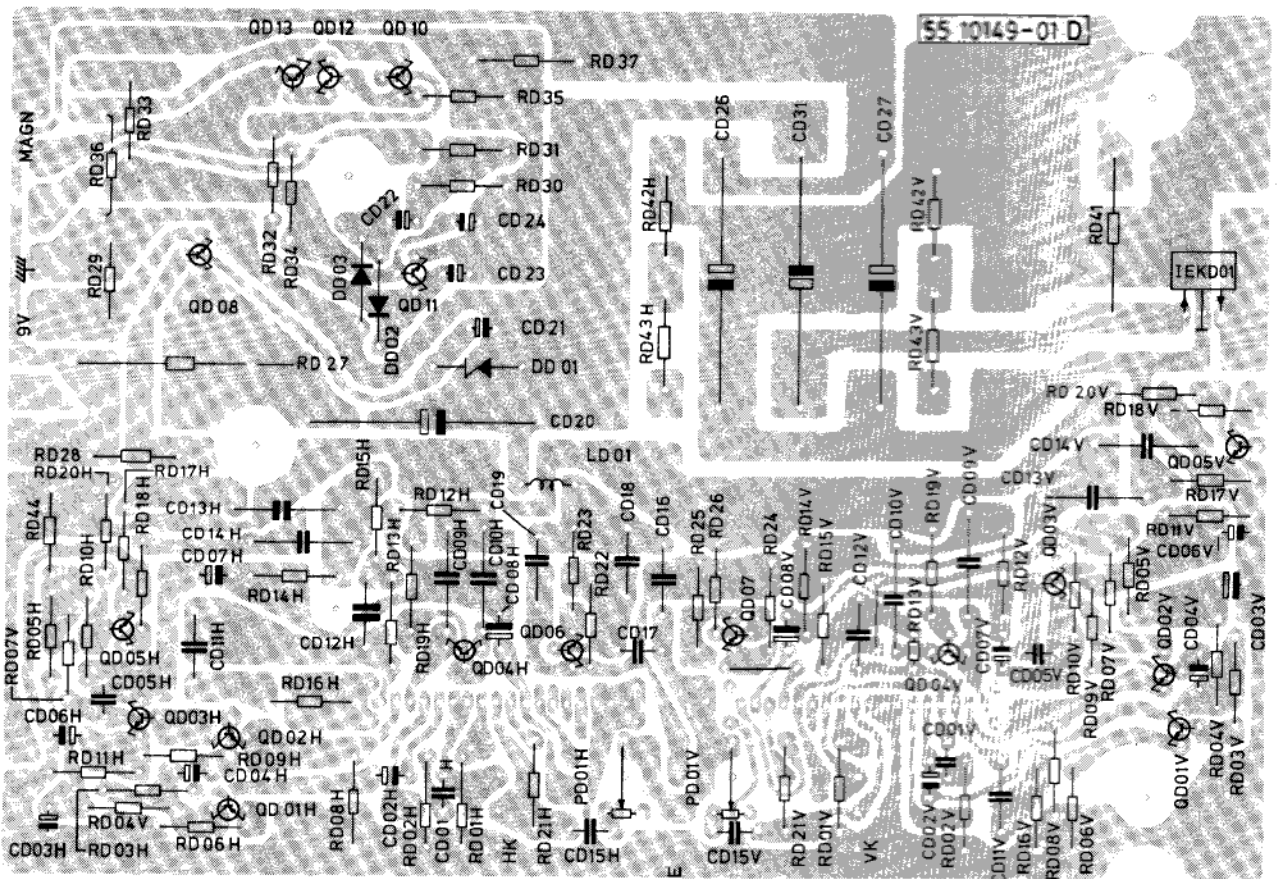 QD13 QD12 QD10
55 10149-01 D
RD37
RD35
MAGN
RD33
RD36
CD26
CD31
CD27
RD31
RD30
CD22
CD24
RD42H
RD42V
RD41
RD32
RD34
RD29
QD08
DD03
QD11
CD23
IEKD01
9V
DD02
CD21
RD43H
RD43V
RD27
DD01
RD20V
RD18V
CD20
CD14V
QD05V
RD28
RD20H
RD17H
RD15H
LD01
CD13V
RD17V
RD44
RD10H
RD18H
CD13H
CD14H
CD07H
RD14H
RD13H
RD12H
CD09H
CD10H
CD19
CD08H
RD23
RD22
CD18
CD16
RD25
RD26
RD24
CD08V
RD14V
RD15V
CD12V
CD10V
RD19V
CD09V
RD13V
RD12V
QD03V
RD11V
CD06V
RD05V
CD03V
RD07V
RD05H
QD05H
CD11H
CD12H
RD19H
QD04H
QD06
CD17
QD07
QD04V
CD07V
CD05V
RD10V
RD09V
RD07V
QD02V
CD04V
CD05H
RD16H
CD06H
QD03H
QD02H
RD09H
CD01V
QD01V
RD04V
RD03V
RD11H
CD04H
QD01H
RD08H
CD02H
RD02H
CD01 H
RD01H
HK
RD21H
PD01H
CD15H
PD01V
CD15V
RD21V
RD01V
VK
CD02V
RD02V
CD11V
RD16V
RD08V
RD06V
RD04V
RD06H
CD03H
RD03H
E